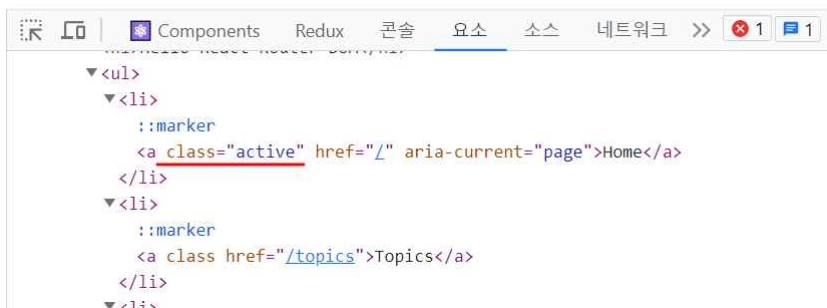 Components Redux 콘솔 요소 소스 네트워크 >> 1 1
▼<ul>
▼<li>
::marker
<a class="active" href="/" aria-current="page">Home</a>
</li>
▼<li>
::marker
<a class href="/topics">Topics</a>
</li>
▼<li>